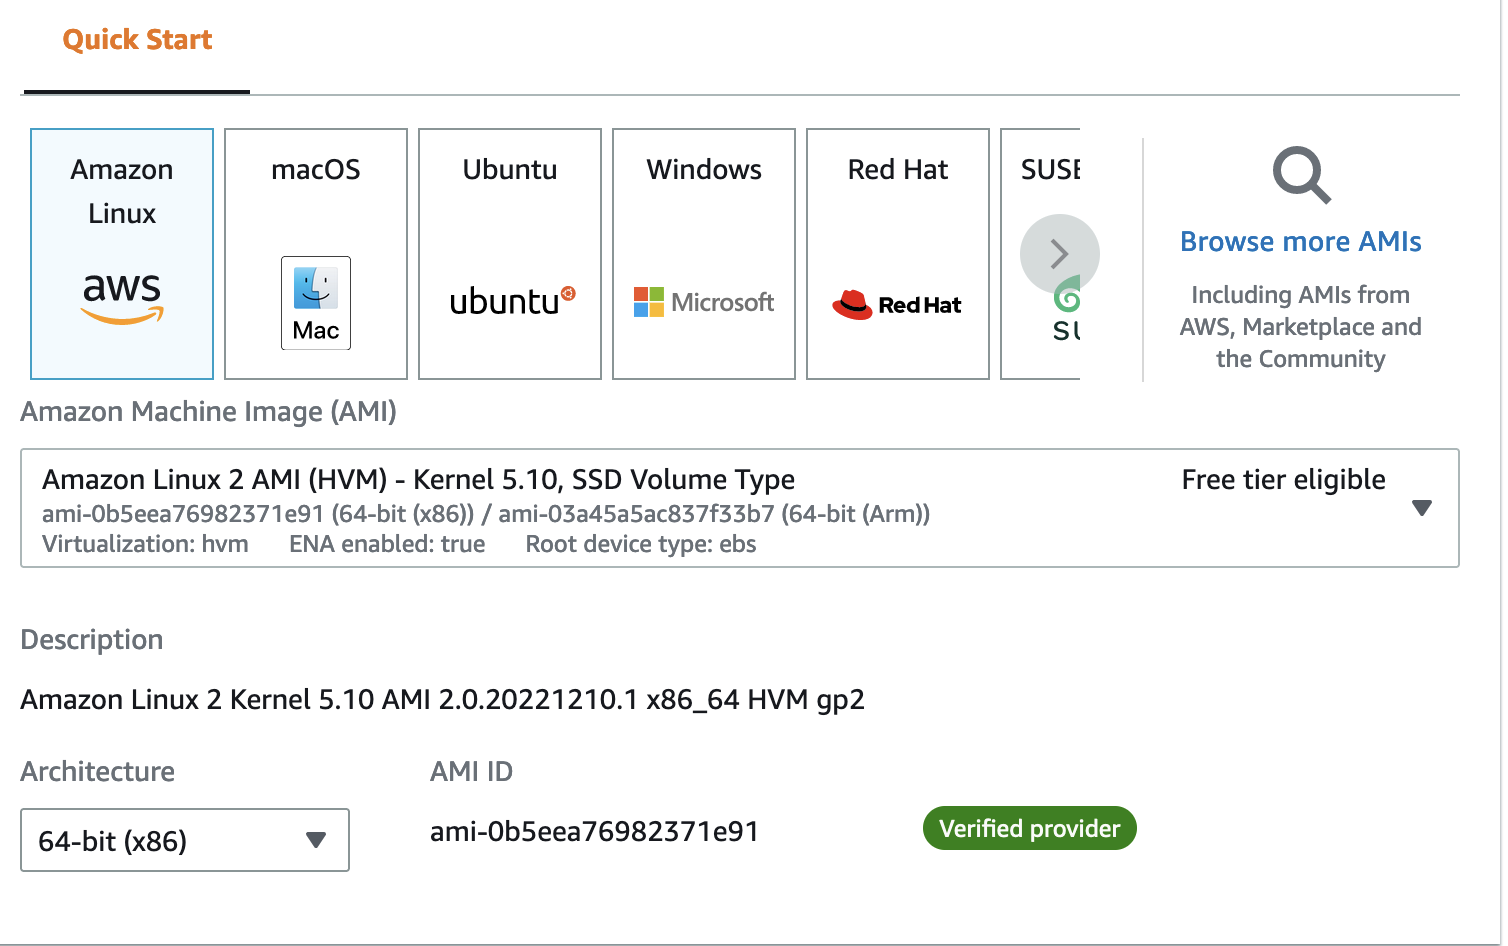 Quick Start
Amazon
Linux
aws
macOS
Mac
Ubuntu
ubuntu
Windows
Microsoft
Red Hat
Red Hat
SUSE
SU
Browse more AMIs
Including AMIs from
AWS, Marketplace and
the Community
Amazon Machine Image (AMI)
Amazon Linux 2 AMI (HVM) - Kernel 5.10, SSD Volume Type
Free tier eligible
ami-0b5eea76982371e91 (64-bit (x86)) / ami-03a45a5ac837f33b7 (64-bit (Arm))
Virtualization: hvm ENA enabled: true Root device type: ebs
Description
Amazon Linux 2 Kernel 5.10 AMI 2.0.20221210.1 x86_64 HVM gp2
Architecture
64-bit (x86)
AMI ID
ami-0b5eea76982371e91
Verified provider